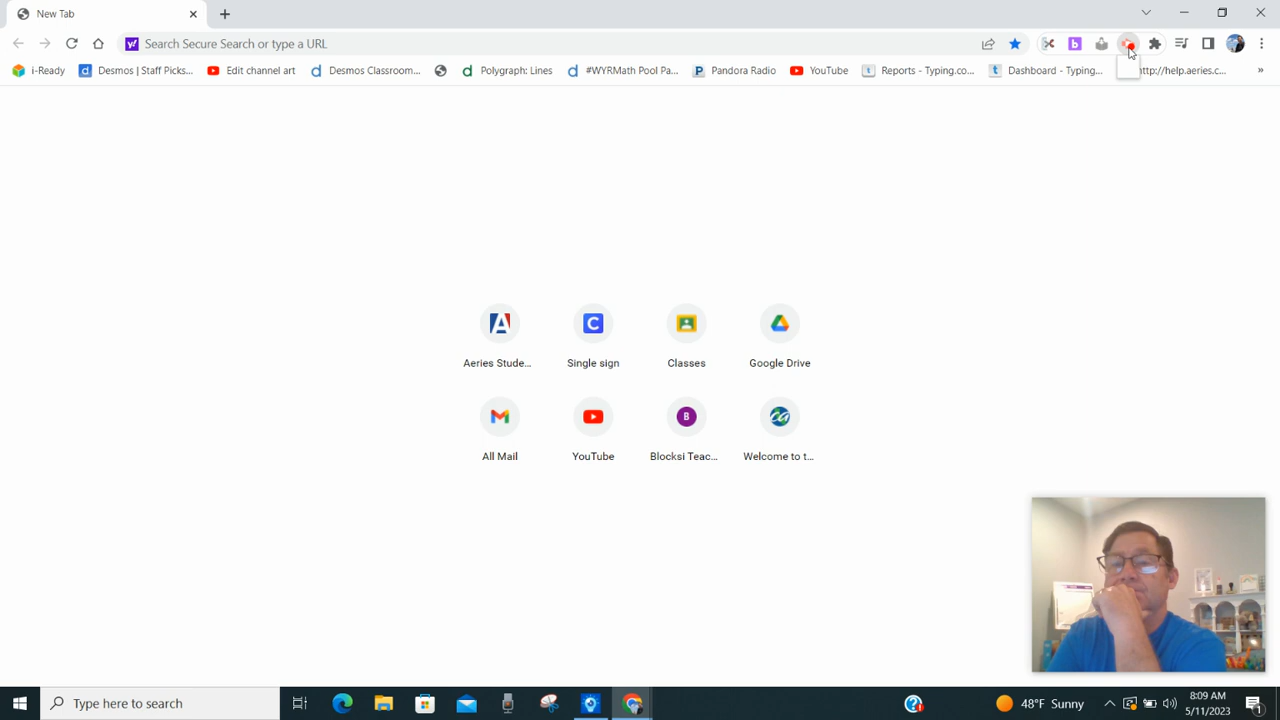 New Tab
Search Secure Search or type a URL
i-Ready
Desmos | Staff Picks...
Edit channel art
Desmos Classroom...
Polygraph: Lines
#WYRMath Pool Pa...
Pandora Radio
YouTube
Reports - Typing.co...
Dashboard - Typing...
http://help.aeries.c...
»
Aeries Stude...
Single sign
Classes
Google Drive
All Mail
YouTube
B
Blocksi Teac...
Welcome to t...
Type here to search
48°F Sunny
8:09 AM
5/11/2023
1